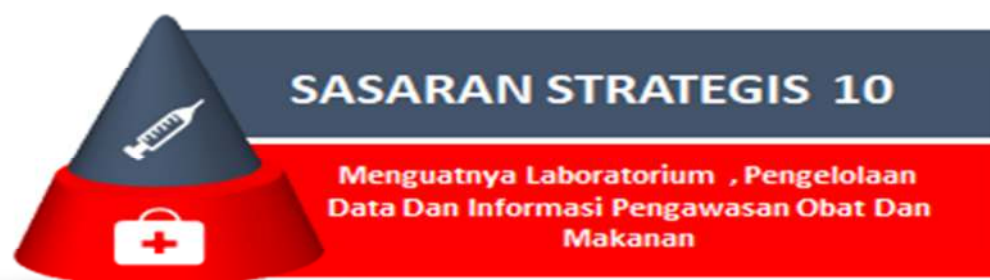 SASARAN STRATEGIS 10
Menguatnya Laboratorium , Pengelolaan
Data Dan Informasi Pengawasan Obat Dan
Makanan